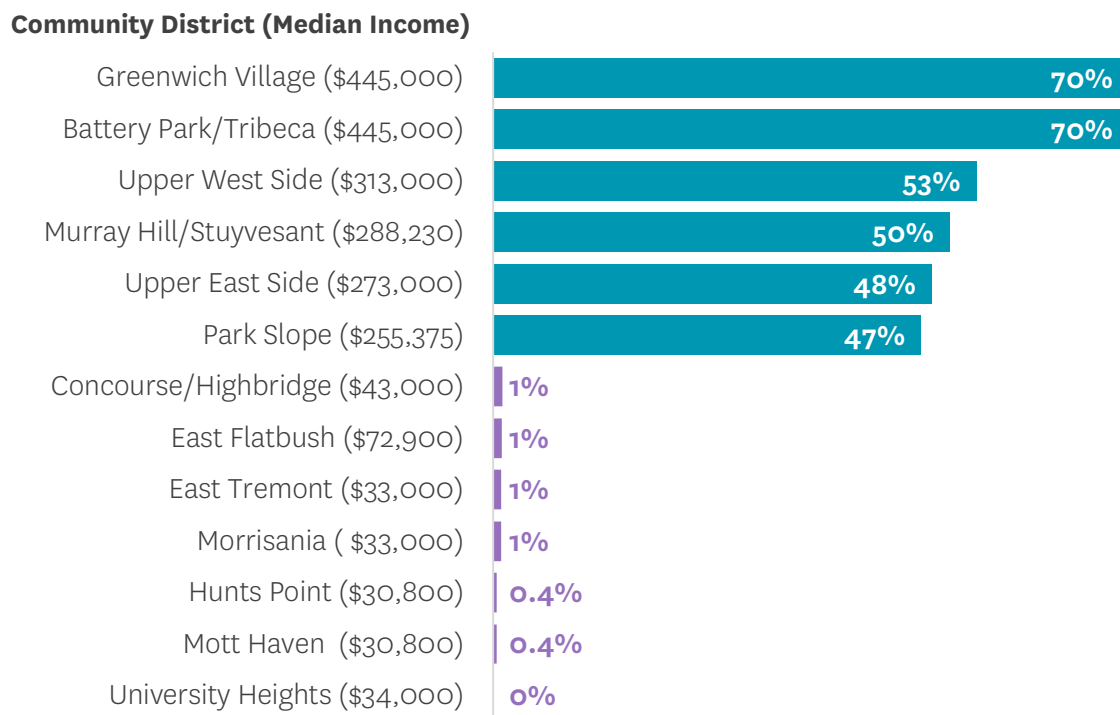 Community District (Median Income)
Greenwich Village ($445,000) 70%
Battery Park/Tribeca ($445,000) 70%
Upper West Side ($313,000) 53%
Murray Hill/Stuyvesant ($288,230) 50%
Upper East Side ($273,000) 48%
Park Slope ($255,375) 47%
Concourse/Highbridge ($43,000) 1%
East Flatbush ($72,900) 1%
East Tremont ($33,000) 1%
Morrisania ( $33,000) 1%
Hunts Point ($30,800) 0.4%
Mott Haven  ($30,800) 0.4%
University Heights ($34,000) 0%